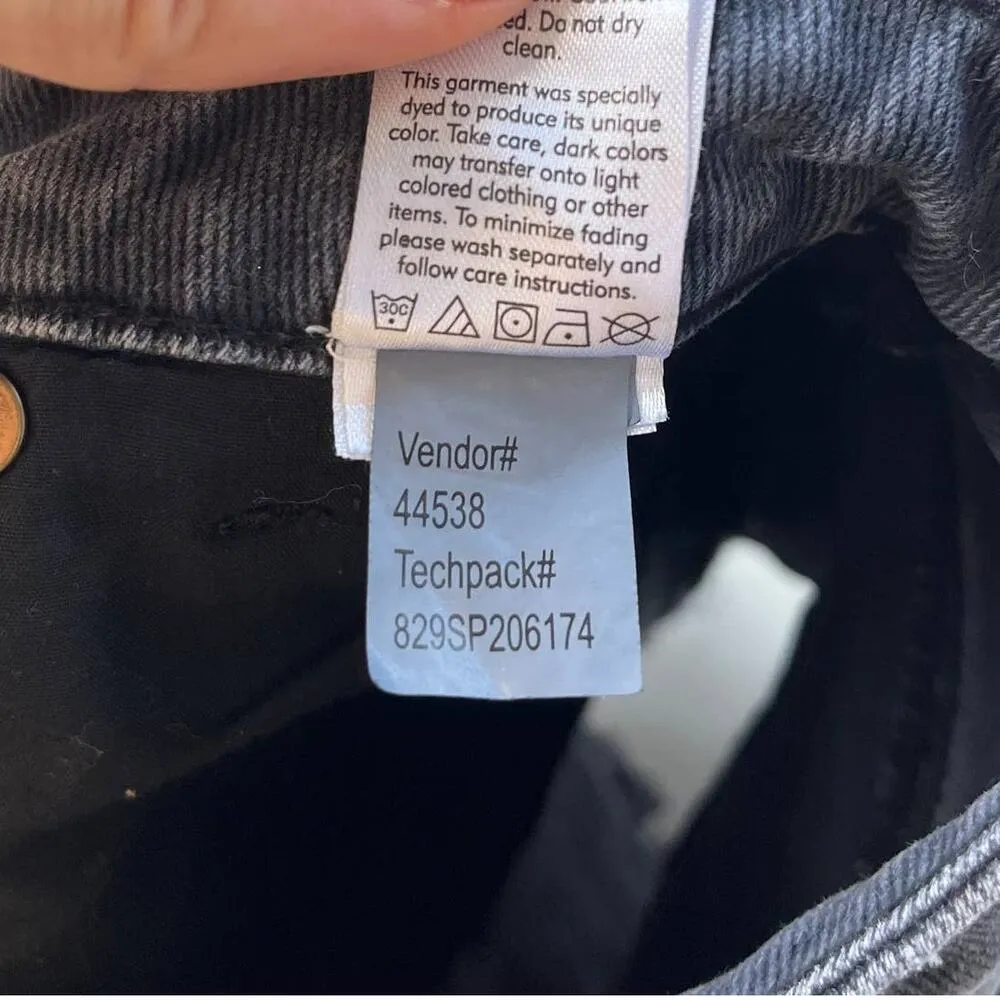 ed. Do not dry
clean.
This garment was specially
dyed to produce its unique
color. Take care, dark colors
may transfer onto light
colored clothing or other
items. To minimize fading
please wash separately and
follow care instructions.
30C
Vendor#
44538
Techpack#
829SP206174